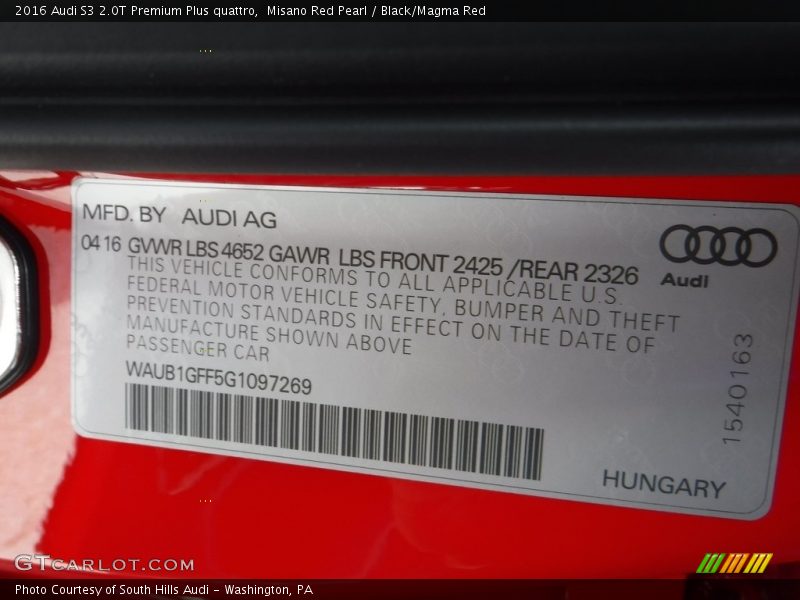 2016 Audi S3 2.0T Premium Plus quattro,  Misano Red Pearl / Black/Magma Red
MFD. BY AUDI AG
04 16 GVWR LBS 4652 GAWR LBS FRONT 2425 /REAR 2326
THIS VEHICLE CONFORMS TO ALL APPLICABLE U.S.
FEDERAL MOTOR VEHICLE SAFETY, BUMPER AND THEFT
PREVENTION STANDARDS IN EFFECT ON THE DATE OF
MANUFACTURE SHOWN ABOVE
PASSENGER CAR
WAUB1GFF5G1097269
Audi
1540163
HUNGARY
GTCARLOT.COM
Photo Courtesy of South Hills Audi - Washington, PA